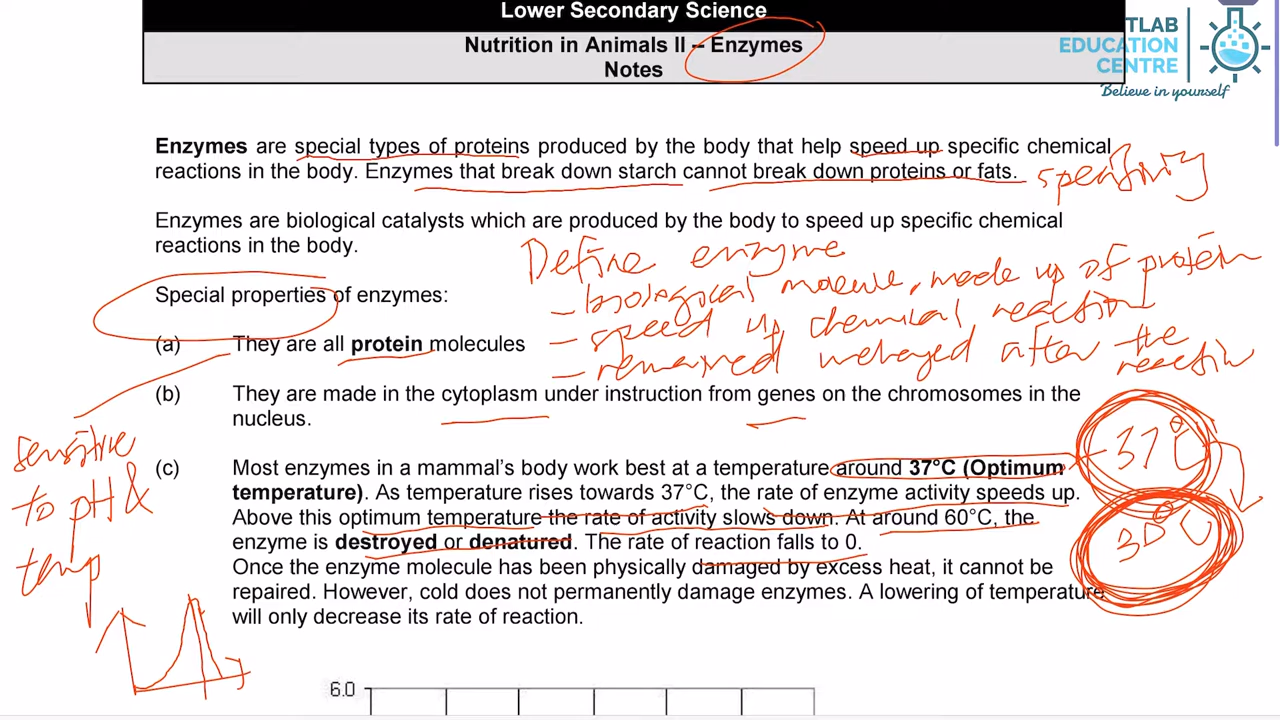 Lower Secondary Science
Nutrition in Animals II – Enzymes
Notes
TLAB
EDUCATION
CENTRE
Believe in yourself
Enzymes are special types of proteins produced by the body that help speed up specific chemical
reactions in the body. Enzymes that break down starch cannot break down proteins or fats.
specificity
Enzymes are biological catalysts which are produced by the body to speed up specific chemical
reactions in the body.
Define enzyme
- biological molecule, made up of protein
- speed up chemical reaction
- remained unchanged after the
reaction
Special properties of enzymes:
(a) They are all protein molecules
(b) They are made in the cytoplasm under instruction from genes on the chromosomes in the
nucleus.
sensitive
to pH &
temp
37°C
30°C
(c) Most enzymes in a mammal's body work best at a temperature around 37°C (Optimum
temperature). As temperature rises towards 37°C, the rate of enzyme activity speeds up.
Above this optimum temperature the rate of activity slows down. At around 60°C, the
enzyme is destroyed or denatured. The rate of reaction falls to 0.
Once the enzyme molecule has been physically damaged by excess heat, it cannot be
repaired. However, cold does not permanently damage enzymes. A lowering of temperature
will only decrease its rate of reaction.
6.0